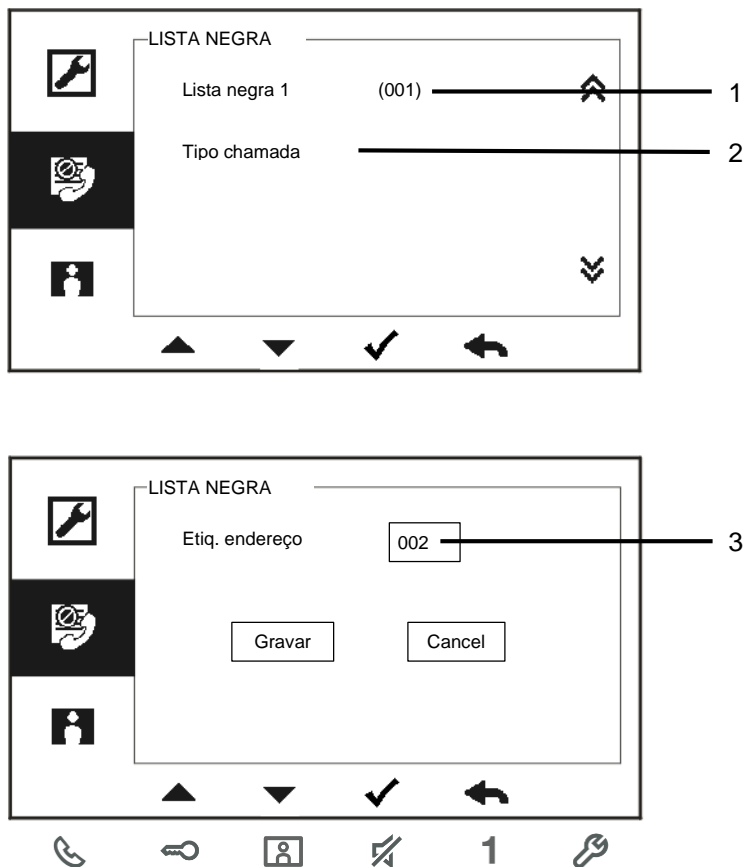 LISTA NEGRA
Lista negra 1 (001) 1
Tipo chamada 2
LISTA NEGRA
Etiq. endereço 002 3
Gravar Cancel
1